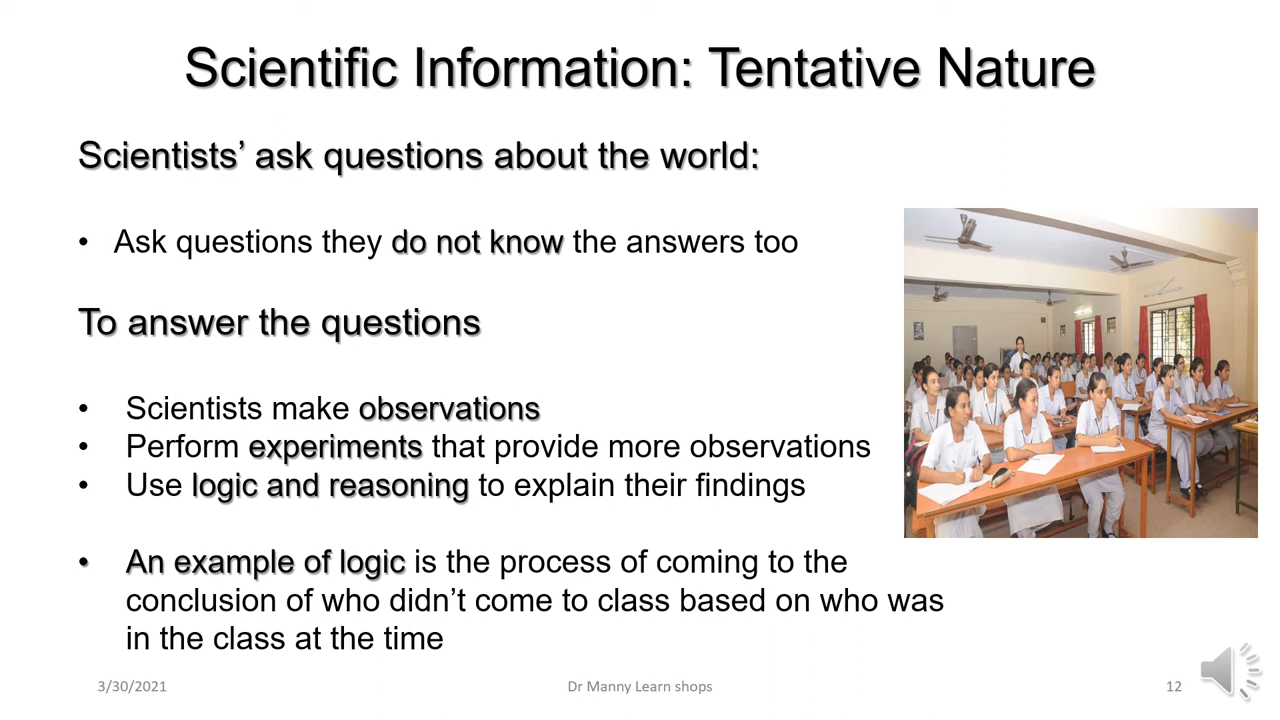 Scientific Information: Tentative Nature
Scientists’ ask questions about the world:
• Ask questions they do not know the answers too
To answer the questions
• Scientists make observations
• Perform experiments that provide more observations
• Use logic and reasoning to explain their findings
• An example of logic is the process of coming to the
conclusion of who didn’t come to class based on who was
in the class at the time
3/30/2021
Dr Manny Learn shops
12